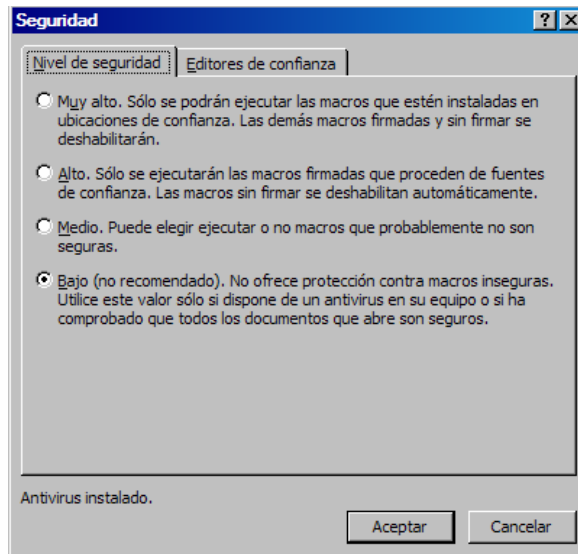 Seguridad
Nivel de seguridad
Editores de confianza
Muy alto. Sólo se podrán ejecutar las macros que estén instaladas en
ubicaciones de confianza. Las demás macros firmadas y sin firmar se
deshabilitarán.
Alto. Sólo se ejecutarán las macros firmadas que proceden de fuentes
de confianza. Las macros sin firmar se deshabilitan automáticamente.
Medio. Puede elegir ejecutar o no macros que probablemente no son
seguras.
Bajo (no recomendado). No ofrece protección contra macros inseguras.
Utilice este valor sólo si dispone de un antivirus en su equipo o si ha
comprobado que todos los documentos que abre son seguros.
Antivirus instalado.
Aceptar
Cancelar